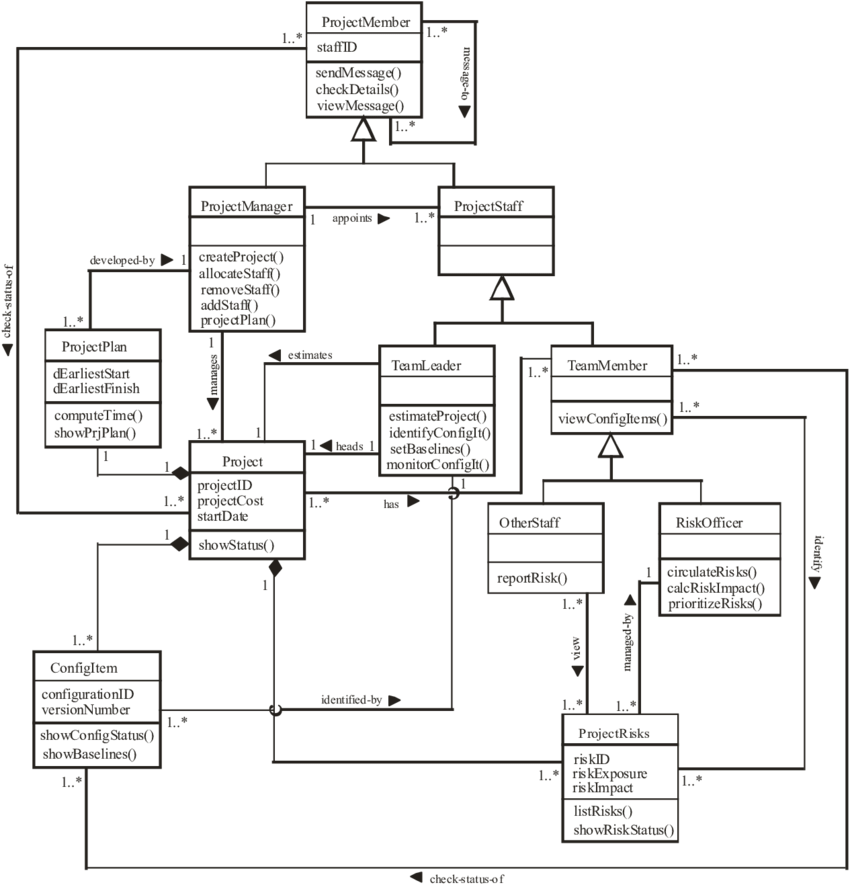 ProjectMember
staffID
sendMessage()
checkDetails()
viewMessage()
1..*
1..*
message-to
1..*
ProjectManager
createProject()
allocateStaff()
removeStaff()
addStaff()
projectPlan()
1
appoints
1..*
ProjectStaff
developed-by
1
1..*
check-status-of
ProjectPlan
dEarliestStart
dEarliestFinish
computeTime()
showPrjPlan()
1
1
1
manages
1..*
estimates
1
TeamLeader
estimateProject()
identifyConfigIt()
setBaselines()
monitorConfigIt()
1
heads
1
1
TeamMember
viewConfigItems()
1..*
1..*
1..*
Project
projectID
projectCost
startDate
showStatus()
1..*
1..*
has
1
1
OtherStaff
reportRisk()
1..*
RiskOfficer
circulateRisks()
calcRiskImpact()
prioritizeRisks()
1
identify
view
managed-by
1..*
ConfigItem
configurationID
versionNumber
showConfigStatus()
showBaselines()
1..*
identified-by
1..*
1..*
1..*
ProjectRisks
riskID
riskExposure
riskImpact
listRisks()
showRiskStatus()
1..*
1..*
1..*
check-status-of